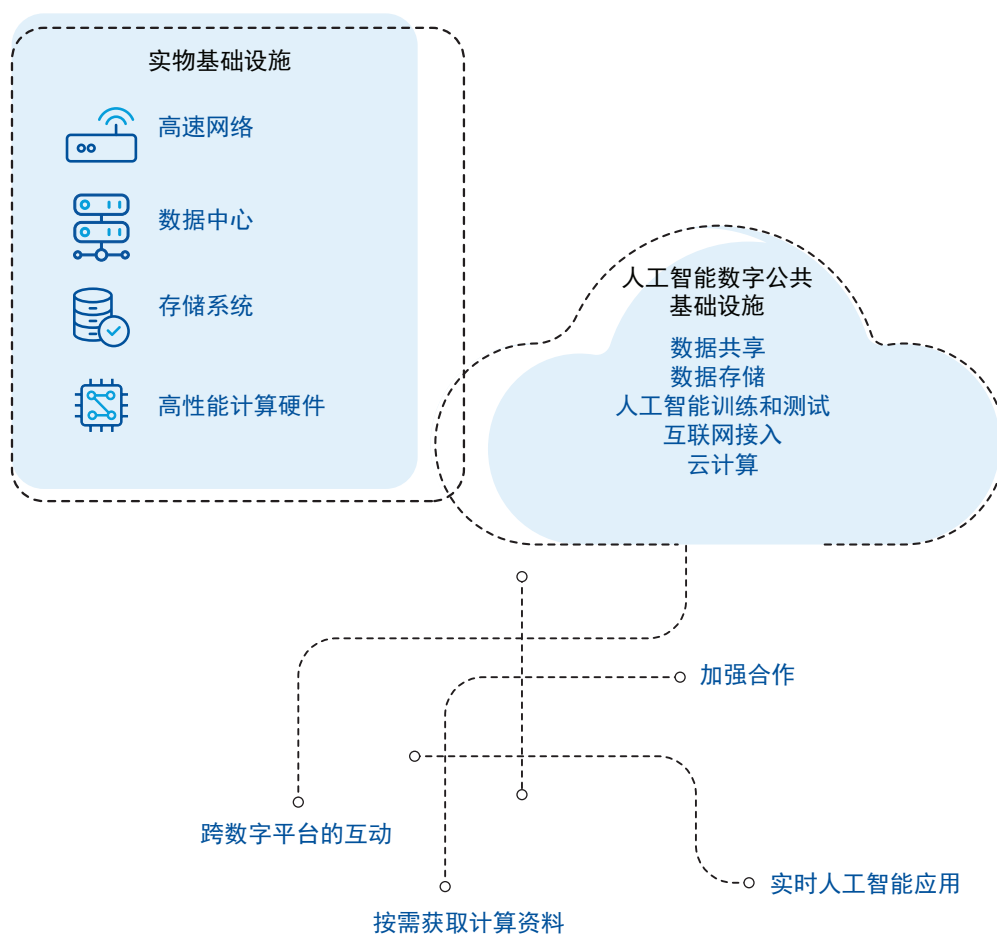 实物基础设施
高速网络
数据中心
存储系统
高性能计算硬件
人工智能数字公共
基础设施
数据共享
数据存储
人工智能训练和测试
互联网接入
云计算
加强合作
跨数字平台的互动
实时人工智能应用
按需获取计算资料